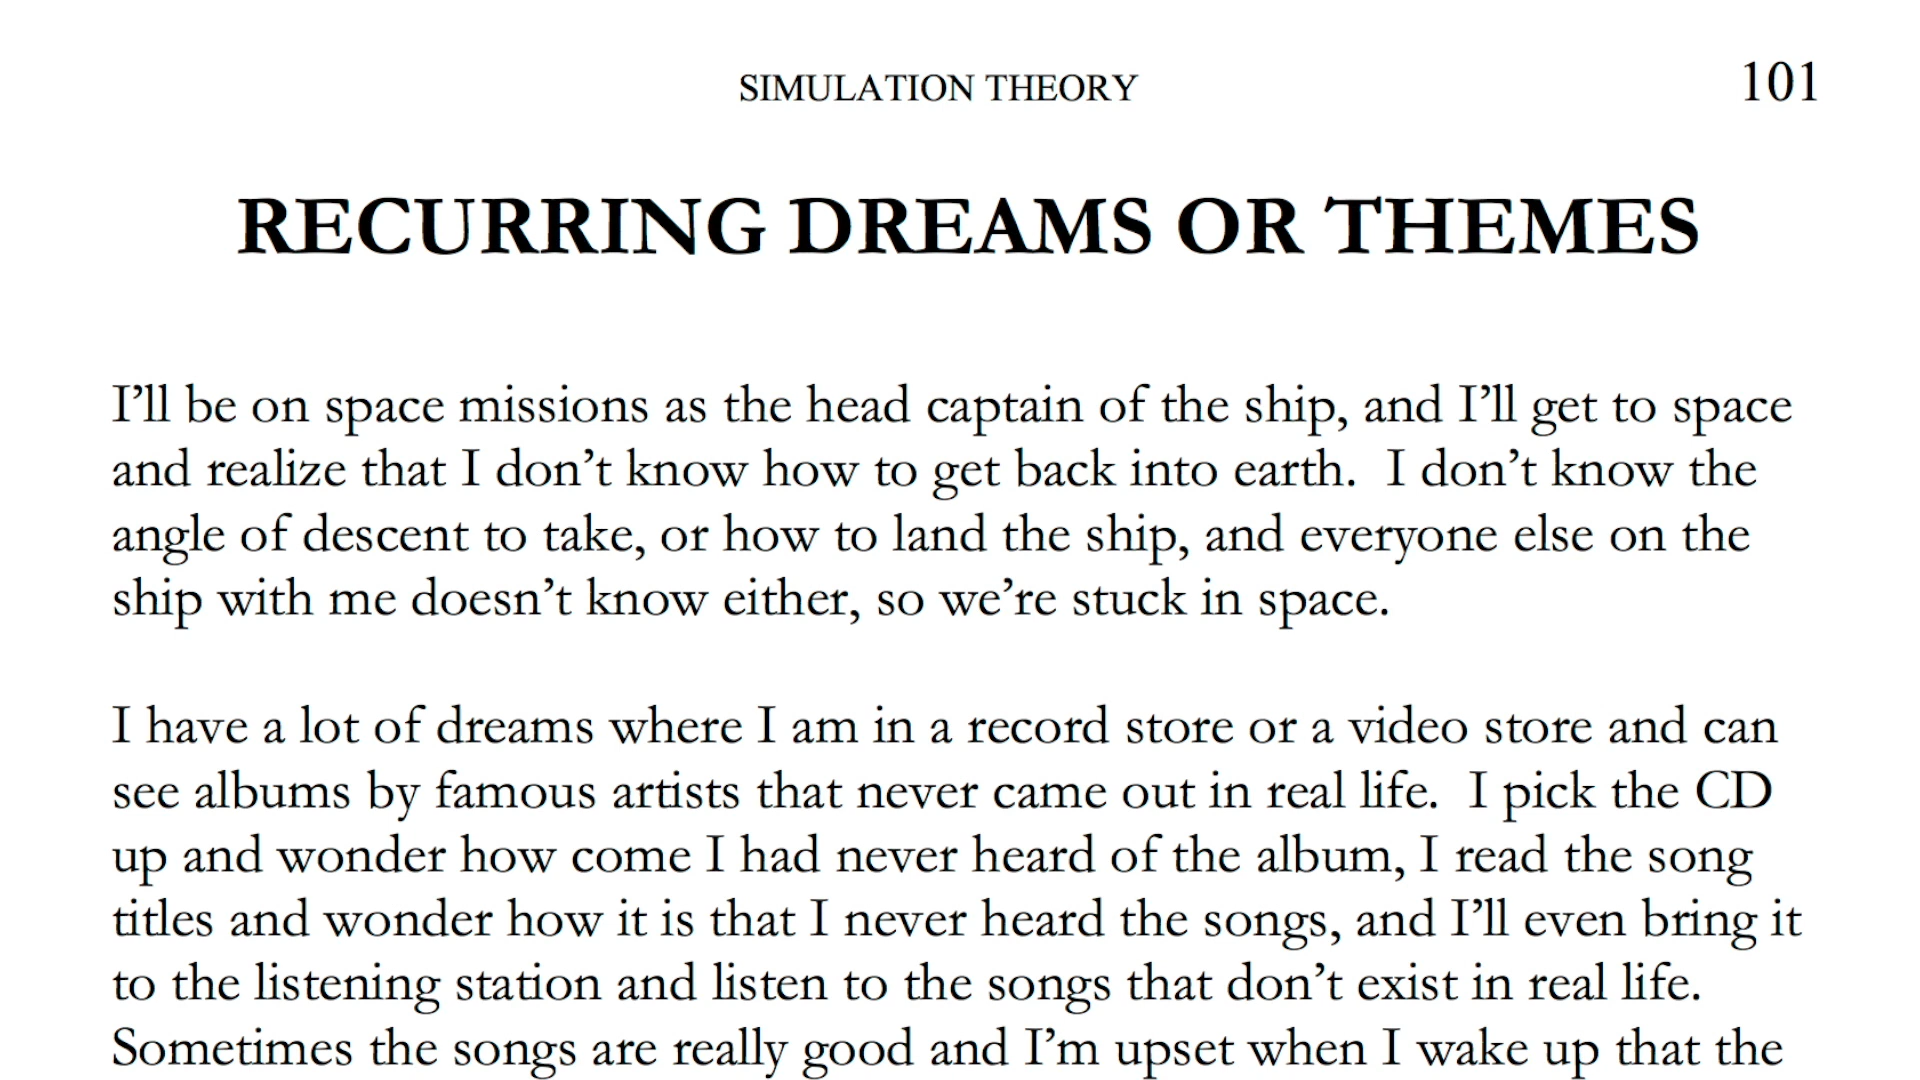 SIMULATION THEORY 101
RECURRING DREAMS OR THEMES
I’ll be on space missions as the head captain of the ship, and I’ll get to space
and realize that I don’t know how to get back into earth.  I don’t know the
angle of descent to take, or how to land the ship, and everyone else on the
ship with me doesn’t know either, so we’re stuck in space.
I have a lot of dreams where I am in a record store or a video store and can
see albums by famous artists that never came out in real life.  I pick the CD
up and wonder how come I had never heard of the album, I read the song
titles and wonder how it is that I never heard the songs, and I’ll even bring it
to the listening station and listen to the songs that don’t exist in real life.
Sometimes the songs are really good and I’m upset when I wake up that the